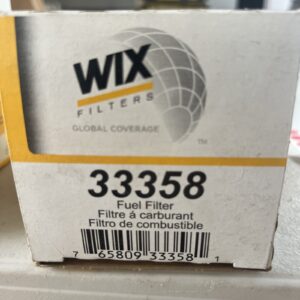 WIX
FILTERS
GLOBAL COVERAGE
TM
33358
Fuel Filter
Filtre á carburant
Filtro de combustible
7 65809 33358 1